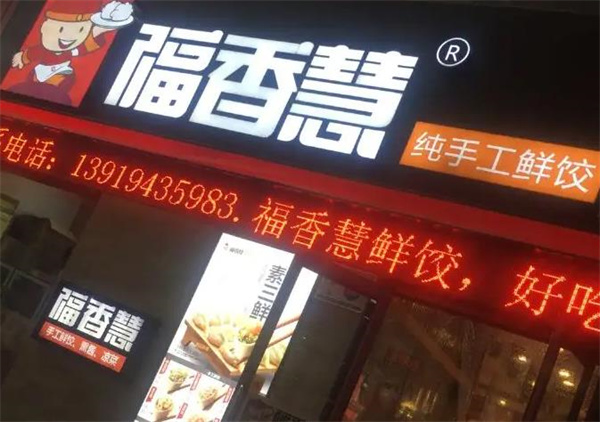 福香慧®
纯手工鲜饺
电话：13919435983.福香慧鲜饺，好吃
素三鲜
福香慧
手工鲜饺、